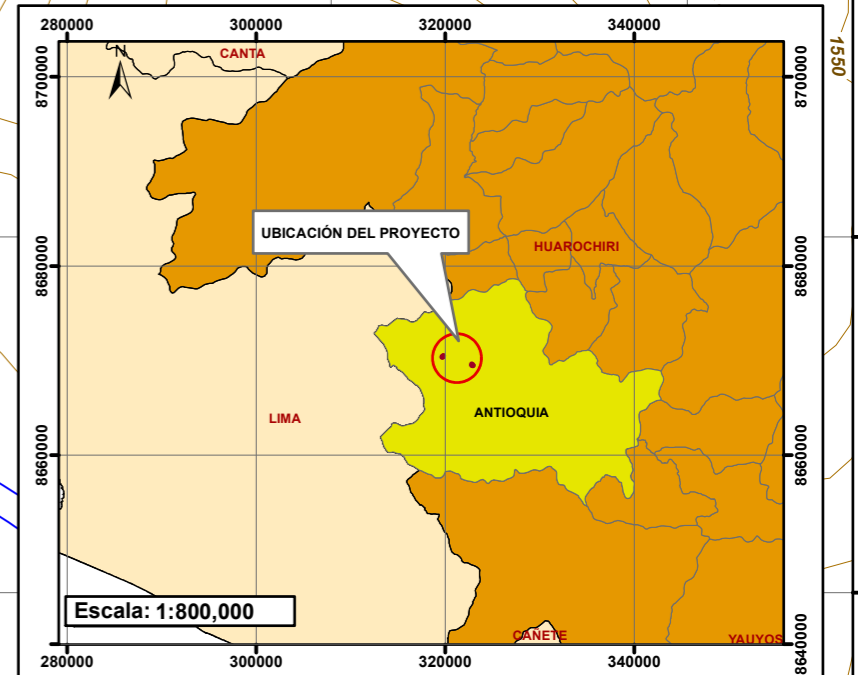 280000 300000 320000 340000
1550
N
CANTA
8700000 8700000
UBICACIÓN DEL PROYECTO
HUAROCHIRI
8680000 8680000
LIMA
ANTIOQUIA
8660000 8660000
Escala: 1:800,000
CAÑETE
YAUYOS
8640000
280000 300000 320000 340000